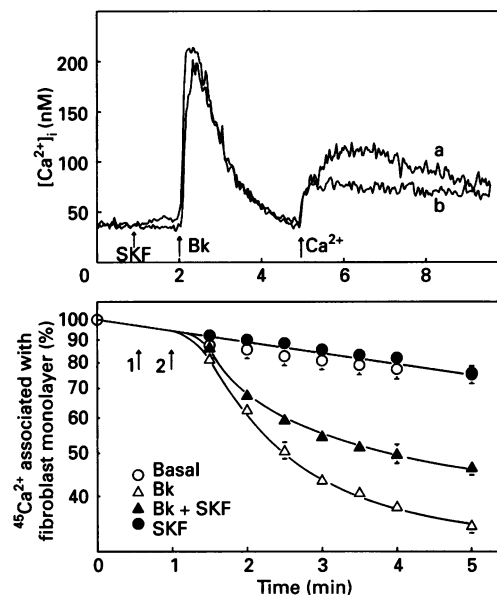 [Ca²⁺]ᵢ (nM)
200
150
100
50
a
b
SKF
Bk
Ca²⁺
0
2
4
6
8
⁴⁵Ca²⁺ associated with
fibroblast monolayer (%)
100
90
80
70
60
50
40
1↑ 2↑
○ Basal
△ Bk
▲ Bk + SKF
● SKF
0
1
2
3
4
5
Time (min)